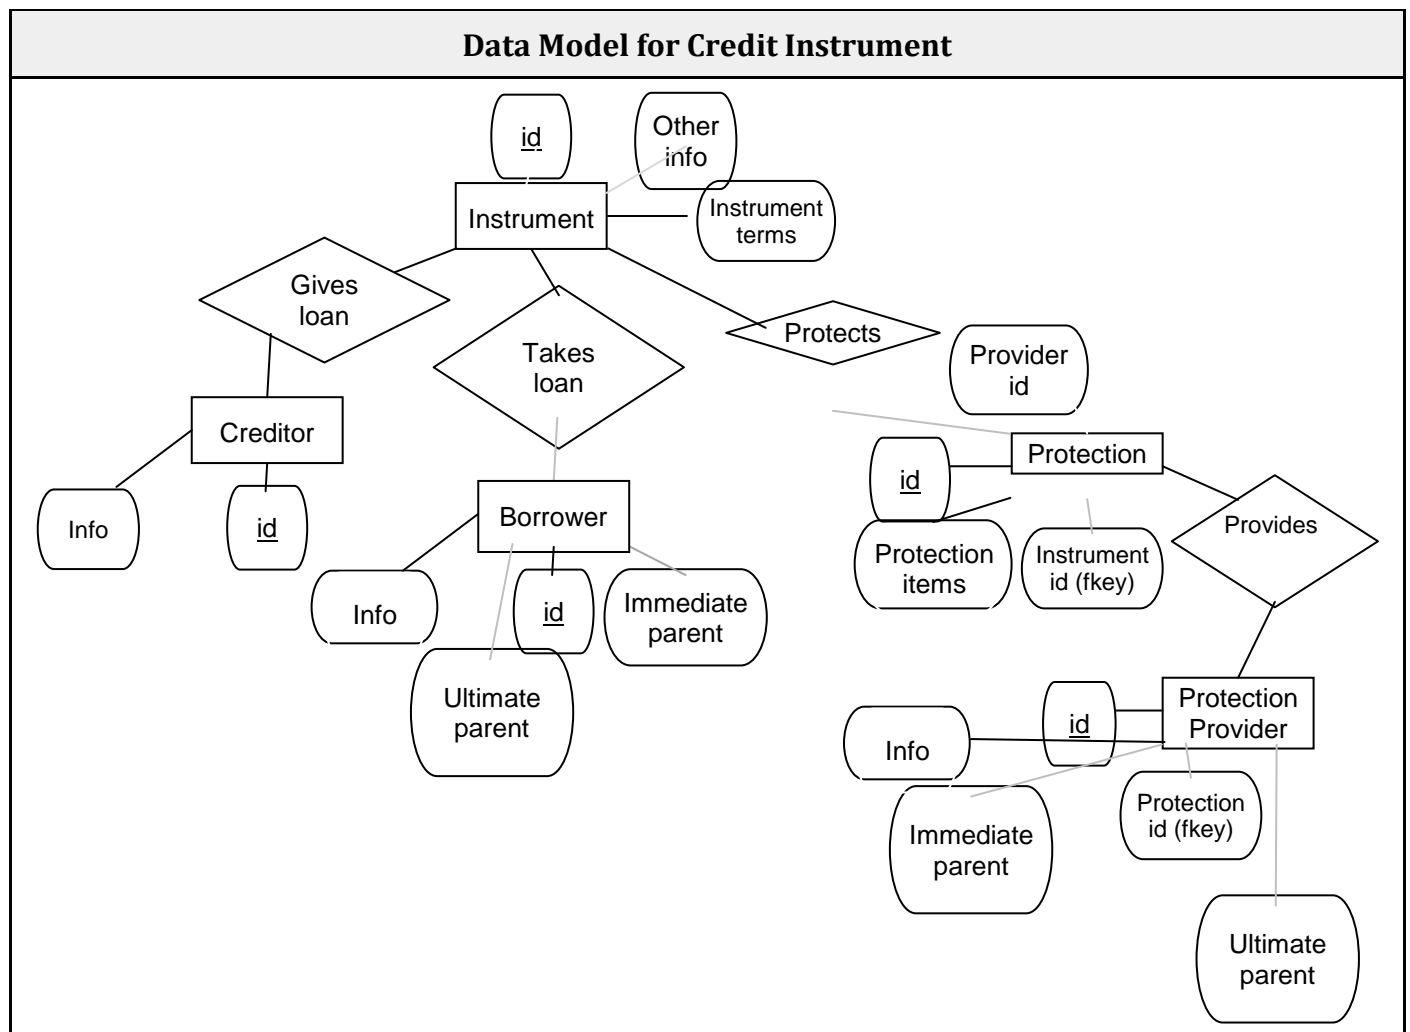 Data Model for Credit Instrument
id
Other
info
Instrument
Instrument
terms
Gives
loan
Takes
loan
Protects
Provider
id
Creditor
Protection
id
Info
id
Borrower
Provides
Protection
items
Instrument
id (fkey)
Info
id
Immediate
parent
Ultimate
parent
id
Protection
Provider
Info
Protection
id (fkey)
Immediate
parent
Ultimate
parent